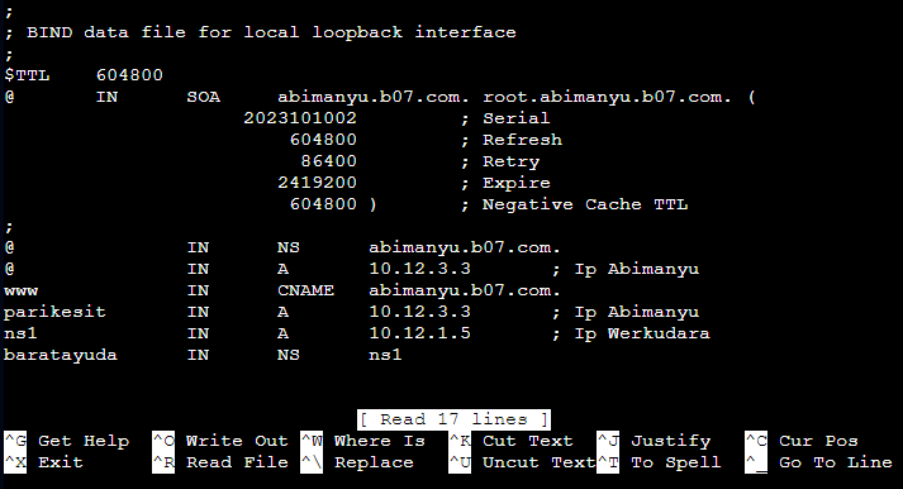 ;
; BIND data file for local loopback interface
;
$TTL    604800
@       IN      SOA     abimanyu.b07.com. root.abimanyu.b07.com. (
                     2023101002         ; Serial
                         604800         ; Refresh
                          86400         ; Retry
                        2419200         ; Expire
                         604800 )       ; Negative Cache TTL
;
@               IN      NS      abimanyu.b07.com.
@               IN      A       10.12.3.3       ; Ip Abimanyu
www             IN      CNAME   abimanyu.b07.com.
parikesit       IN      A       10.12.3.3       ; Ip Abimanyu
ns1             IN      A       10.12.1.5       ; Ip Werkudara
baratayuda      IN      NS      ns1
[ Read 17 lines ]
^G Get Help  ^O Write Out ^W Where Is  ^K Cut Text  ^J Justify   ^C Cur Pos
^X Exit      ^R Read File ^\ Replace   ^U Uncut Text^T To Spell  ^_ Go To Line